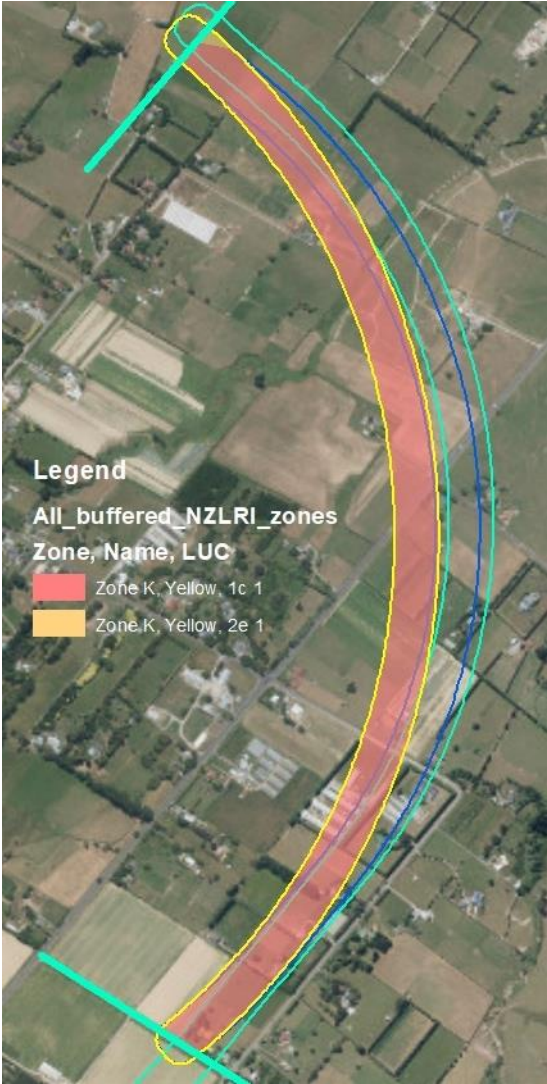 Legend
All_buffered_NZLRI_zones
Zone, Name, LUC
Zone K, Yellow, 1c 1
Zone K, Yellow, 2e 1